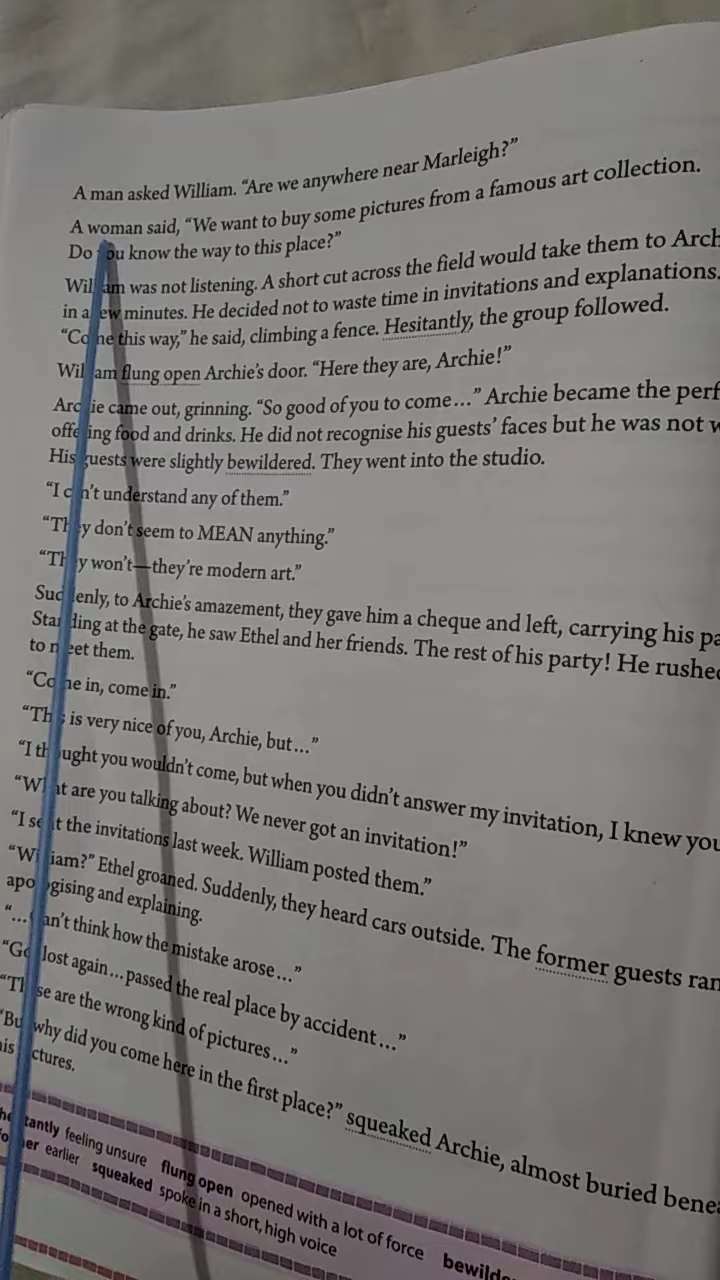 A man asked William. “Are we anywhere near Marleigh?”
A woman said, “We want to buy some pictures from a famous art collection.
Do you know the way to this place?”
William was not listening. A short cut across the field would take them to Arch
in a few minutes. He decided not to waste time in invitations and explanations.
“Come this way,” he said, climbing a fence. Hesitantly, the group followed.
William flung open Archie’s door. “Here they are, Archie!”
Archie came out, grinning. “So good of you to come…” Archie became the perf
offering food and drinks. He did not recognise his guests’ faces but he was not w
His guests were slightly bewildered. They went into the studio.
“I can’t understand any of them.”
“They don’t seem to MEAN anything.”
“They won’t—they’re modern art.”
Suddenly, to Archie’s amazement, they gave him a cheque and left, carrying his pa
Standing at the gate, he saw Ethel and her friends. The rest of his party! He rushed
to meet them.
“Come in, come in.”
“This is very nice of you, Archie, but…”
“I thought you wouldn’t come, but when you didn’t answer my invitation, I knew you
“What are you talking about? We never got an invitation!”
“I sent the invitations last week. William posted them.”
“William?” Ethel groaned. Suddenly, they heard cars outside. The former guests ran
apologising and explaining.
“…can’t think how the mistake arose…”
“Got lost again…passed the real place by accident…”
“These are the wrong kind of pictures…”
“But why did you come here in the first place?” squeaked Archie, almost buried bene
his pictures.
hesitantly feeling unsure flung open opened with a lot of force bewilde
former earlier squeaked spoke in a short, high voice